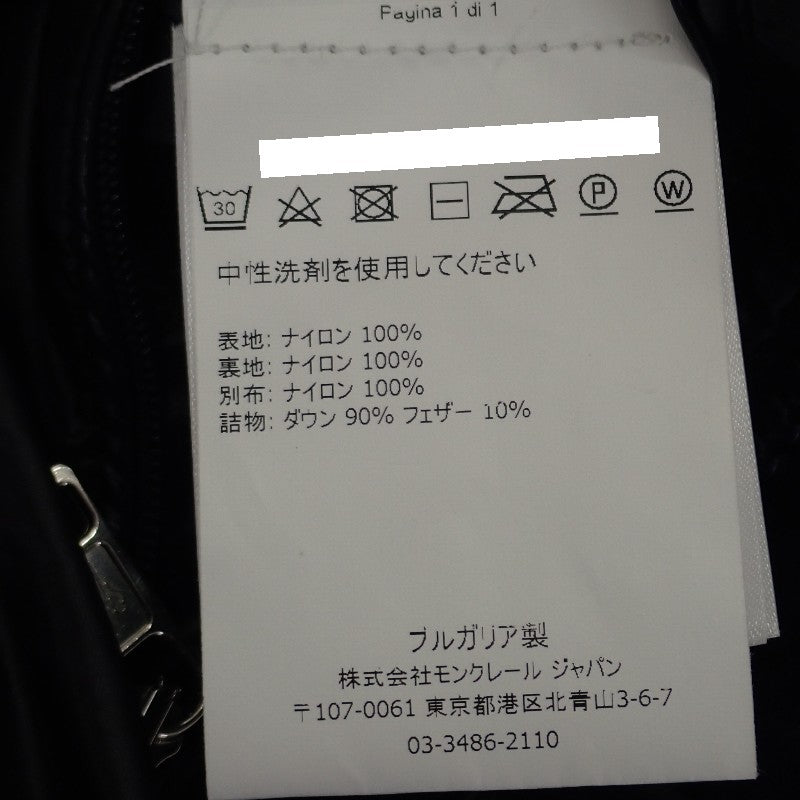 Pagina 1 di 1
30
P
W
中性洗剤を使用してください
表地: ナイロン 100%
裏地: ナイロン 100%
別布: ナイロン 100%
詰物: ダウン 90% フェザー 10%
ブルガリア製
株式会社モンクレール ジャパン
〒107-0061 東京都港区北青山3-6-7
03-3486-2110